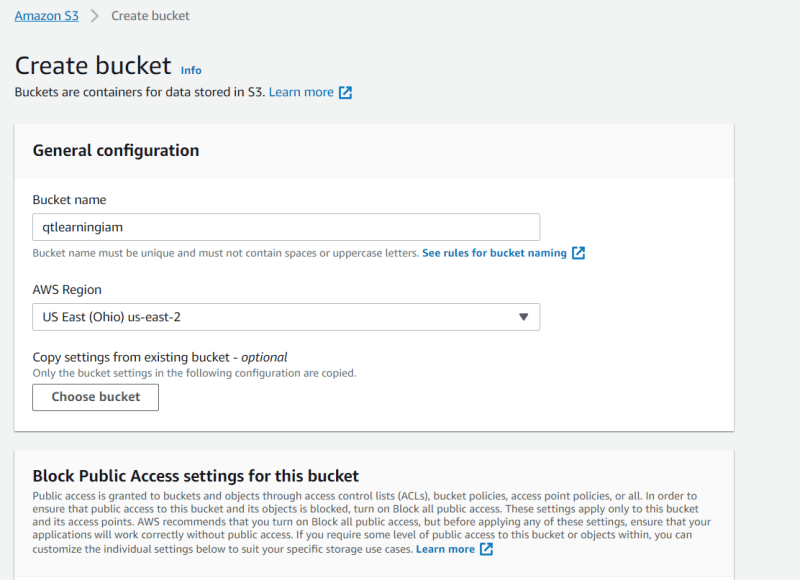 Amazon S3 > Create bucket
Create bucket Info
Buckets are containers for data stored in S3. Learn more
General configuration
Bucket name
qtlearningiam
Bucket name must be unique and must not contain spaces or uppercase letters. See rules for bucket naming
AWS Region
US East (Ohio) us-east-2
Copy settings from existing bucket - optional
Only the bucket settings in the following configuration are copied.
Choose bucket
Block Public Access settings for this bucket
Public access is granted to buckets and objects through access control lists (ACLs), bucket policies, access point policies, or all. In order to
ensure that public access to this bucket and its objects is blocked, turn on Block all public access. These settings apply only to this bucket
and its access points. AWS recommends that you turn on Block all public access, but before applying any of these settings, ensure that your
applications will work correctly without public access. If you require some level of public access to this bucket or objects within, you can
customize the individual settings below to suit your specific storage use cases. Learn more